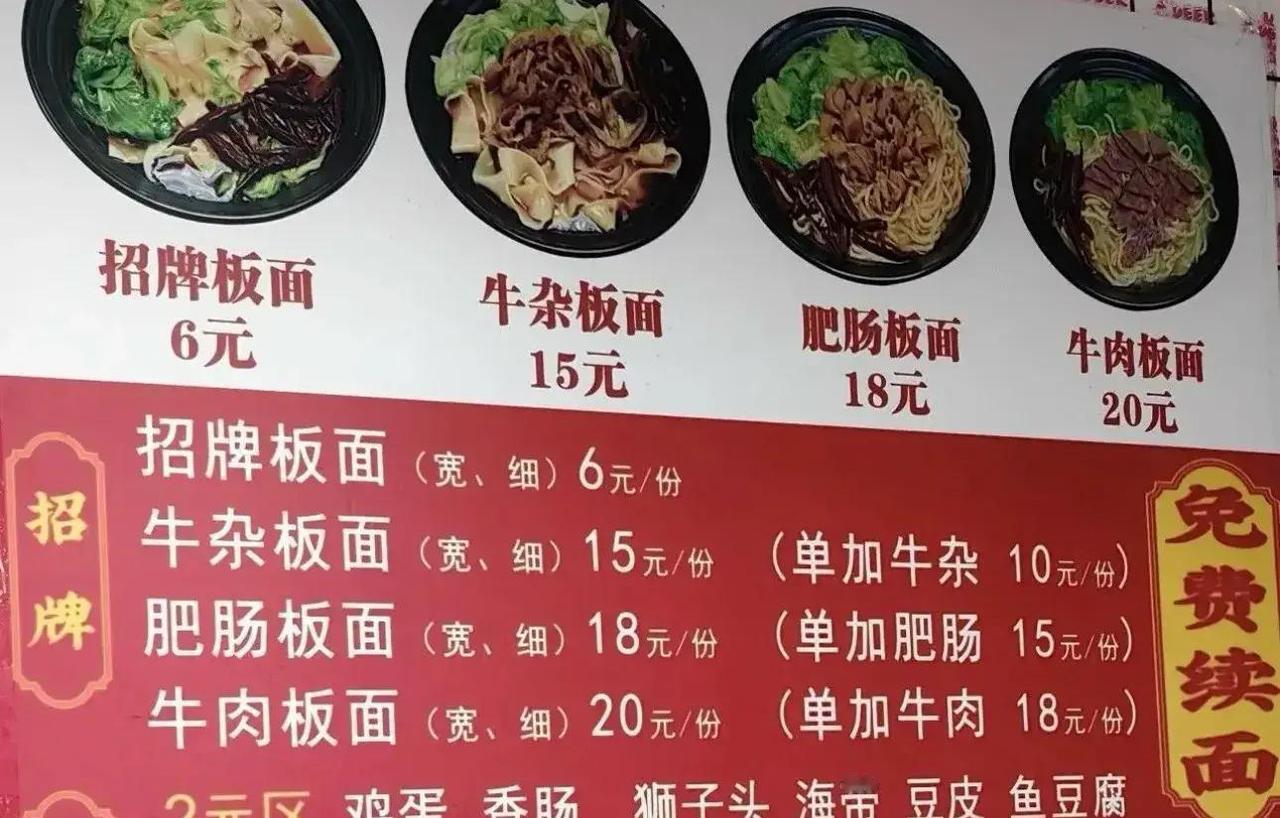 招牌板面
6元
牛杂板面
15元
肥肠板面
18元
牛肉板面
20元
招牌
招牌板面（宽、细）6元/份
牛杂板面（宽、细）15元/份（单加牛杂 10元/份）
肥肠板面（宽、细）18元/份（单加肥肠 15元/份）
牛肉板面（宽、细）20元/份（单加牛肉 18元/份）
免费续面
2元区 鸡蛋 香肠 狮子头 海带 豆皮 鱼豆腐